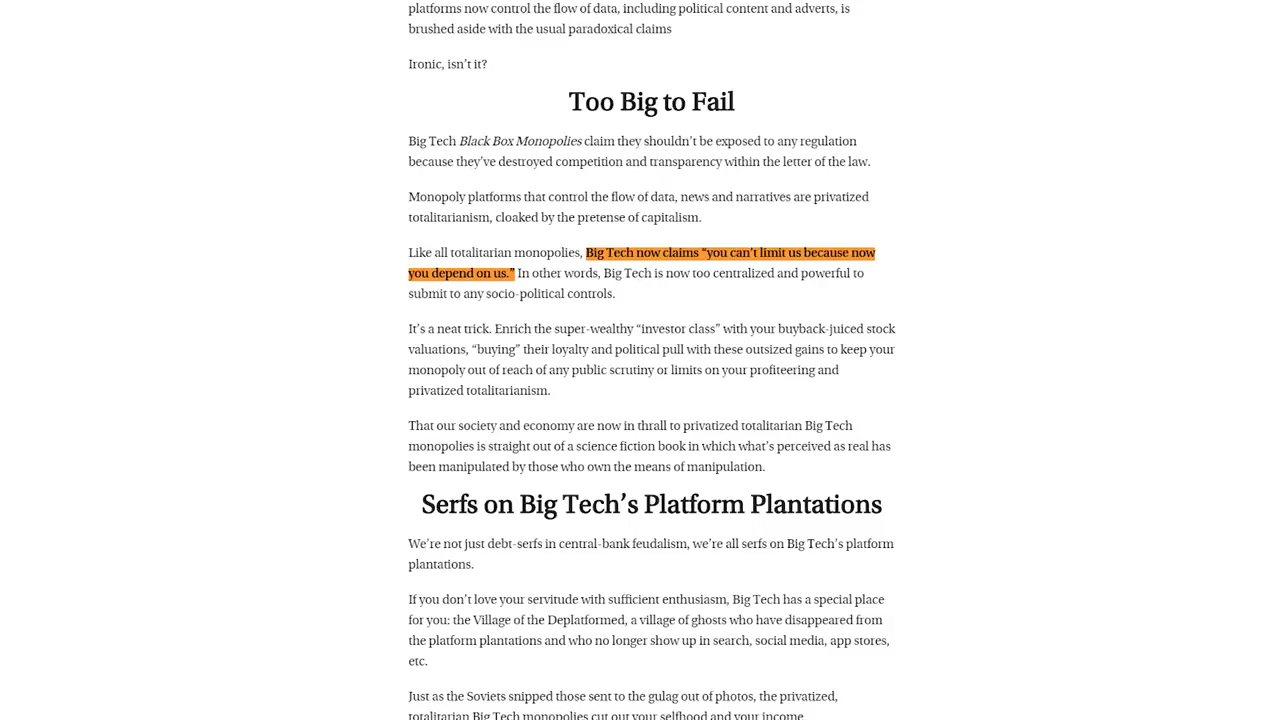 platforms now control the flow of data, including political content and adverts, is
brushed aside with the usual paradoxical claims
Ironic, isn’t it?
Too Big to Fail
Big Tech Black Box Monopolies claim they shouldn’t be exposed to any regulation
because they’ve destroyed competition and transparency within the letter of the law.
Monopoly platforms that control the flow of data, news and narratives are privatized
totalitarianism, cloaked by the pretense of capitalism.
Like all totalitarian monopolies, Big Tech now claims “you can’t limit us because now
you depend on us.” In other words, Big Tech is now too centralized and powerful to
submit to any socio-political controls.
It’s a neat trick. Enrich the super-wealthy “investor class” with your buyback-juiced stock
valuations, “buying” their loyalty and political pull with these outsized gains to keep your
monopoly out of reach of any public scrutiny or limits on your profiteering and
privatized totalitarianism.
That our society and economy are now in thrall to privatized totalitarian Big Tech
monopolies is straight out of a science fiction book in which what’s perceived as real has
been manipulated by those who own the means of manipulation.
Serfs on Big Tech’s Platform Plantations
We’re not just debt-serfs in central-bank feudalism, we’re all serfs on Big Tech’s platform
plantations.
If you don’t love your servitude with sufficient enthusiasm, Big Tech has a special place
for you: the Village of the Deplatformed, a village of ghosts who have disappeared from
the platform plantations and who no longer show up in search, social media, app stores,
etc.
Just as the Soviets snipped those sent to the gulag out of photos, the privatized,
totalitarian Big Tech monopolies cut out your selfhood and your income.